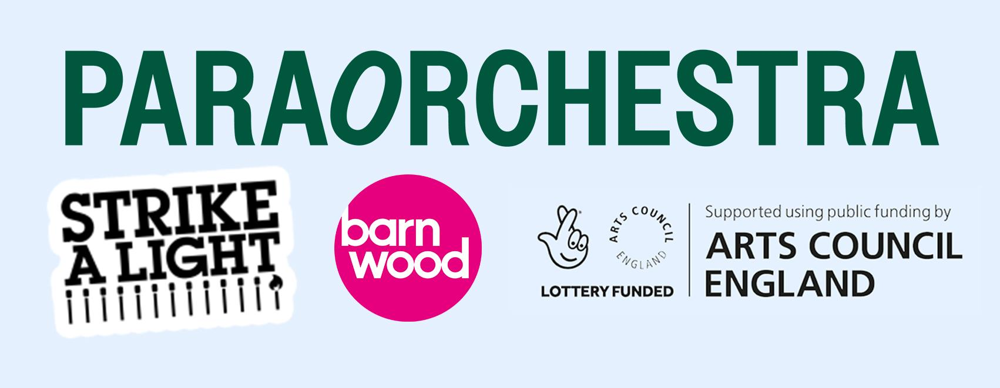 PARAORCHESTRA
STRIKE
A LIGHT
barn
wood
ARTS COUNCIL
ENGLAND
LOTTERY FUNDED
Supported using public funding by
ARTS COUNCIL
ENGLAND